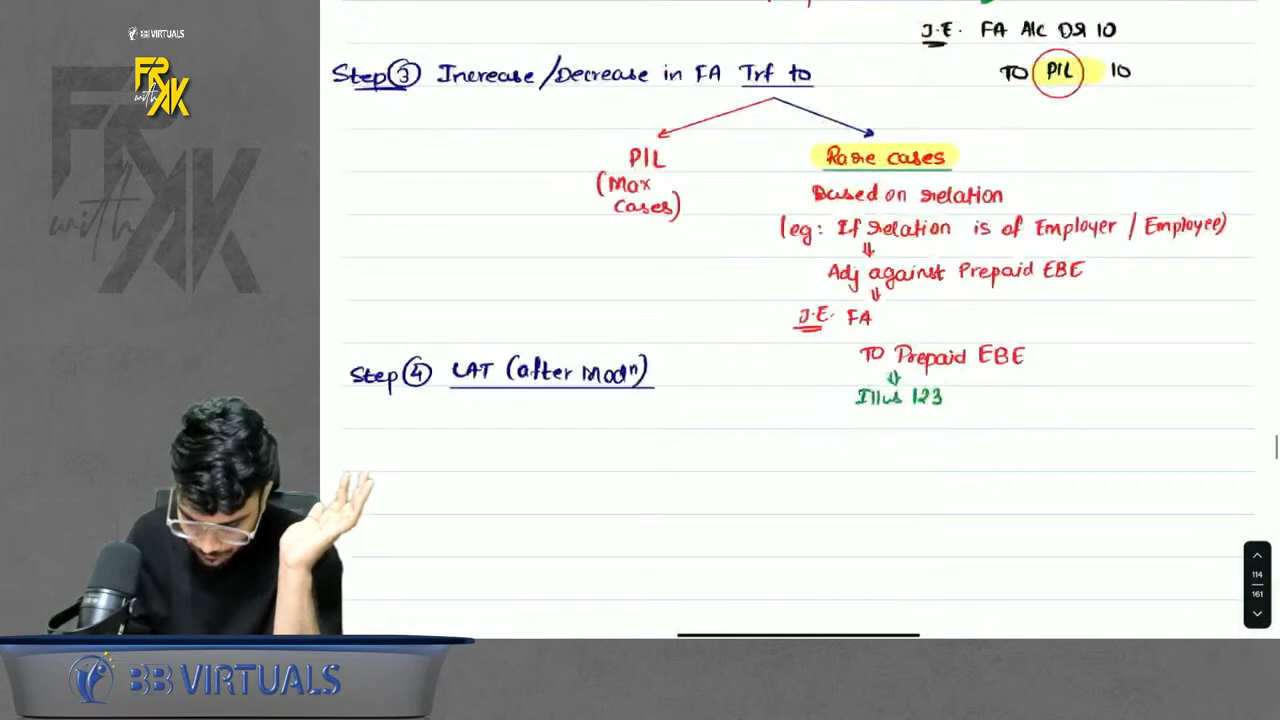 BB VIRTUALS
FR with AK
J.E. FA A/c Dr 10
TO PIL 10
Step ③ Increase/Decrease in FA Trf to
PIL
(Max
cases)
Rare cases
Based on relation
(eg: If relation is of Employer / Employee)
Adj against Prepaid EBE
J.E. FA
TO Prepaid EBE
Illus 123
Step ④ LAT (after Modⁿ)
114
161
BB VIRTUALS